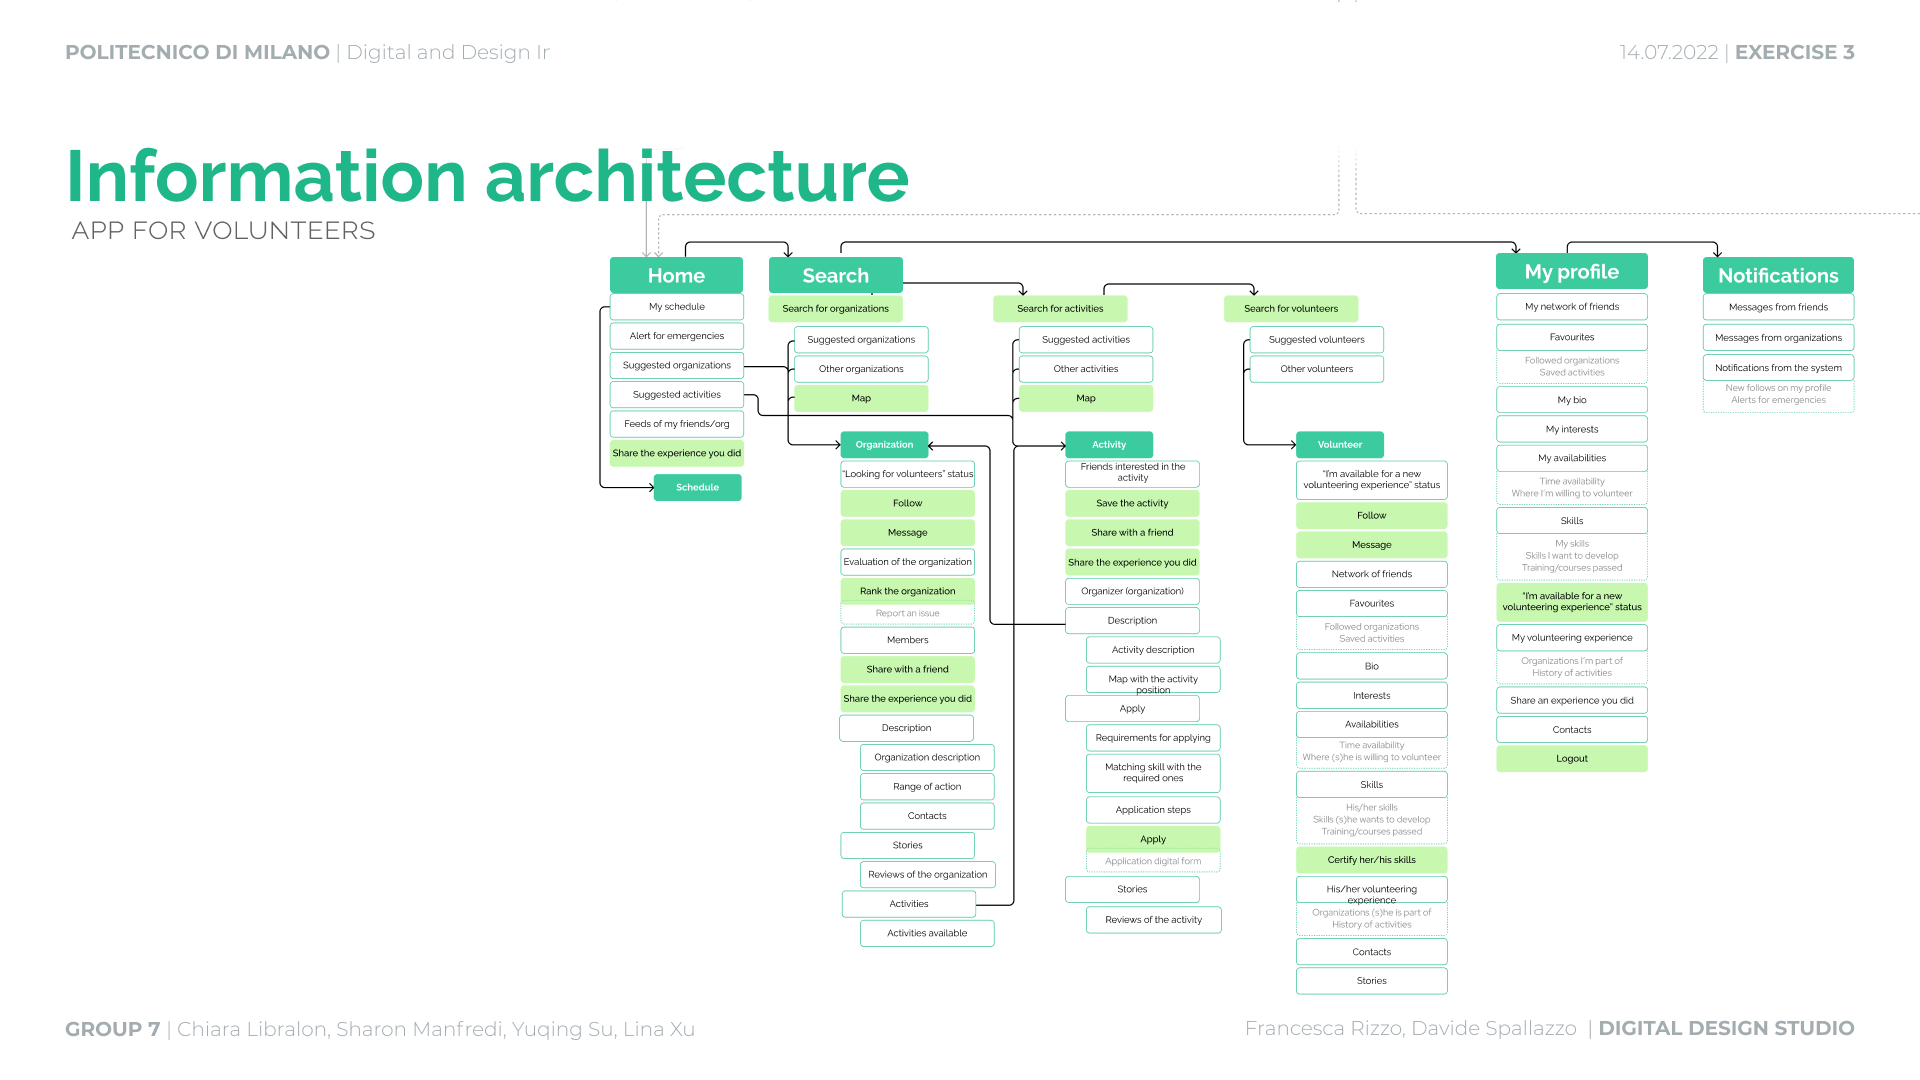 POLITECNICO DI MILANO | Digital and Design Ir
14.07.2022 | EXERCISE 3
Information architecture
APP FOR VOLUNTEERS
Home
My schedule
Alert for emergencies
Suggested organizations
Suggested activities
Feeds of my friends/org
Share the experience you did
Schedule
Search
Search for organizations
Suggested organizations
Other organizations
Map
Organization
“Looking for volunteers” status
Follow
Message
Evaluation of the organization
Rank the organization
Report an issue
Members
Share with a friend
Share the experience you did
Description
Organization description
Range of action
Contacts
Stories
Reviews of the organization
Activities
Activities available
Search for activities
Suggested activities
Other activities
Map
Activity
Friends interested in the
activity
Save the activity
Share with a friend
Share the experience you did
Organizer (organization)
Description
Activity description
Map with the activity
position
Apply
Requirements for applying
Matching skill with the
required ones
Application steps
Apply
Application digital form
Stories
Reviews of the activity
Search for volunteers
Suggested volunteers
Other volunteers
Volunteer
“I’m available for a new
volunteering experience” status
Follow
Message
Network of friends
Favourites
Followed organizations
Saved activities
Bio
Interests
Availabilities
Time availability
Where (s)he is willing to volunteer
Skills
His/her skills
Skills (s)he wants to develop
Training/courses passed
Certify her/his skills
His/her volunteering
experience
Organizations (s)he is part of
History of activities
Contacts
Stories
My profile
My network of friends
Favourites
Followed organizations
Saved activities
My bio
My interests
My availabilities
Time availability
Where I’m willing to volunteer
Skills
My skills
Skills I want to develop
Training/courses passed
“I’m available for a new
volunteering experience” status
My volunteering experience
Organizations I’m part of
History of activities
Share an experience you did
Contacts
Logout
Notifications
Messages from friends
Messages from organizations
Notifications from the system
New follows on my profile
Alerts for emergencies
GROUP 7 | Chiara Libralon, Sharon Manfredi, Yuqing Su, Lina Xu
Francesca Rizzo, Davide Spallazzo | DIGITAL DESIGN STUDIO